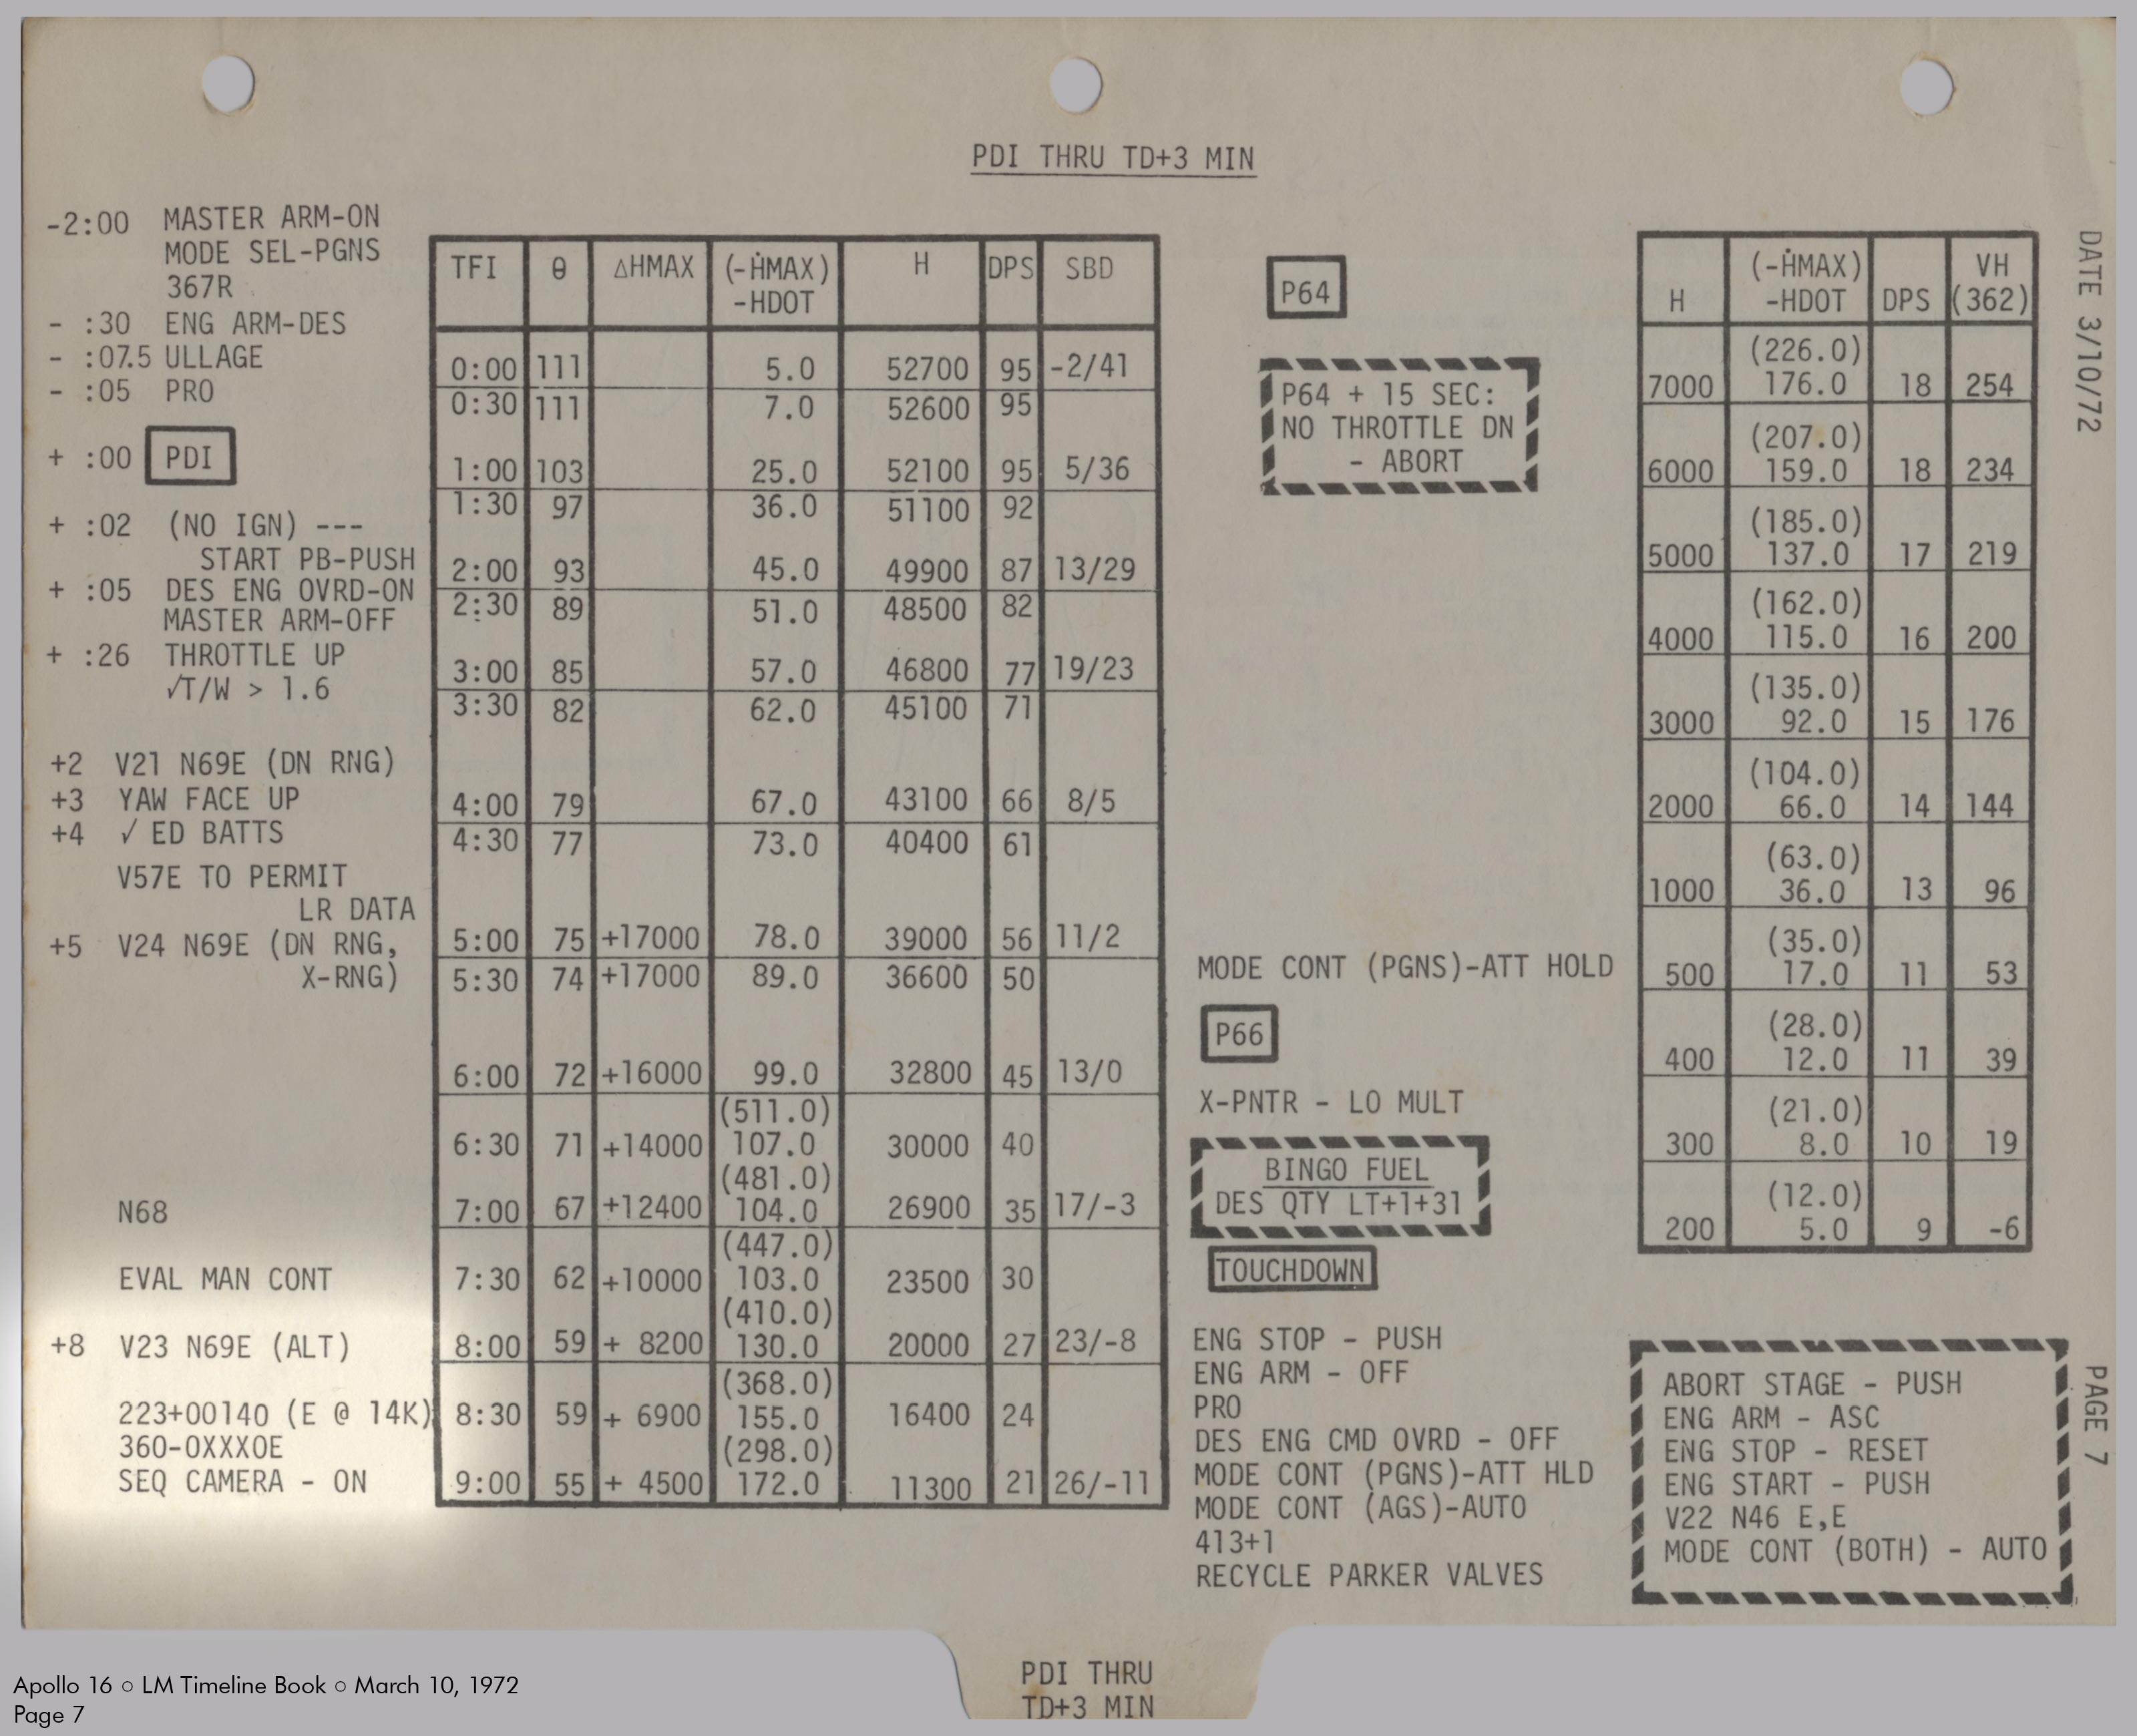 PDI THRU TD+3 MIN
-2:00 MASTER ARM-ON
MODE SEL-PGNS
367R
- :30 ENG ARM-DES
- :07.5 ULLAGE
- :05 PRO
+ :00 PDI
+ :02 (NO IGN) ---
START PB-PUSH
+ :05 DES ENG OVRD-ON
MASTER ARM-OFF
+ :26 THROTTLE UP
√T/W > 1.6
+2 V21 N69E (DN RNG)
+3 YAW FACE UP
+4 √ ED BATTS
V57E TO PERMIT
LR DATA
+5 V24 N69E (DN RNG,
X-RNG)
N68
EVAL MAN CONT
+8 V23 N69E (ALT)
223+00140 (E @ 14K)
360-0XXX0E
SEQ CAMERA - ON
TFI θ ΔHMAX (-ḢMAX) H DPS SBD
-HDOT
0:00 111 5.0 52700 95 -2/41
0:30 111 7.0 52600 95
1:00 103 25.0 52100 95 5/36
1:30 97 36.0 51100 92
2:00 93 45.0 49900 87 13/29
2:30 89 51.0 48500 82
3:00 85 57.0 46800 77 19/23
3:30 82 62.0 45100 71
4:00 79 67.0 43100 66 8/5
4:30 77 73.0 40400 61
5:00 75 +17000 78.0 39000 56 11/2
5:30 74 +17000 89.0 36600 50
6:00 72 +16000 99.0 32800 45 13/0
(511.0)
6:30 71 +14000 107.0 30000 40
(481.0)
7:00 67 +12400 104.0 26900 35 17/-3
(447.0)
7:30 62 +10000 103.0 23500 30
(410.0)
8:00 59 + 8200 130.0 20000 27 23/-8
(368.0)
8:30 59 + 6900 155.0 16400 24
(298.0)
9:00 55 + 4500 172.0 11300 21 26/-11
P64
P64 + 15 SEC:
NO THROTTLE DN
- ABORT
MODE CONT (PGNS)-ATT HOLD
P66
X-PNTR - LO MULT
BINGO FUEL
DES QTY LT+1+31
TOUCHDOWN
ENG STOP - PUSH
ENG ARM - OFF
PRO
DES ENG CMD OVRD - OFF
MODE CONT (PGNS)-ATT HLD
MODE CONT (AGS)-AUTO
413+1
RECYCLE PARKER VALVES
(-ḢMAX) VH
H -HDOT DPS (362)
(226.0)
7000 176.0 18 254
(207.0)
6000 159.0 18 234
(185.0)
5000 137.0 17 219
(162.0)
4000 115.0 16 200
(135.0)
3000 92.0 15 176
(104.0)
2000 66.0 14 144
(63.0)
1000 36.0 13 96
(35.0)
500 17.0 11 53
(28.0)
400 12.0 11 39
(21.0)
300 8.0 10 19
(12.0)
200 5.0 9 -6
ABORT STAGE - PUSH
ENG ARM - ASC
ENG STOP - RESET
ENG START - PUSH
V22 N46 E,E
MODE CONT (BOTH) - AUTO
DATE 3/10/72
PAGE 7
PDI THRU
TD+3 MIN
Apollo 16 ○ LM Timeline Book ○ March 10, 1972
Page 7